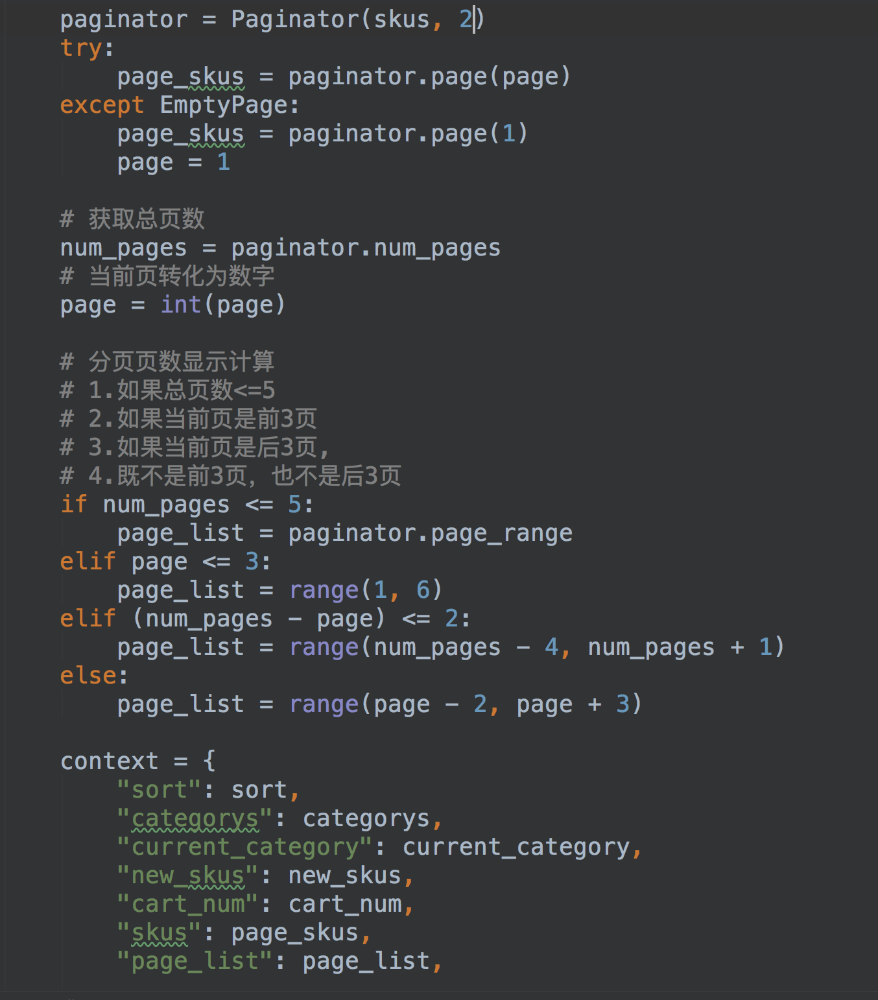 paginator = Paginator(skus, 2)
try:
    page_skus = paginator.page(page)
except EmptyPage:
    page_skus = paginator.page(1)
    page = 1
# 获取总页数
num_pages = paginator.num_pages
# 当前页转化为数字
page = int(page)
# 分页页数显示计算
# 1.如果总页数<=5
# 2.如果当前页是前3页
# 3.如果当前页是后3页,
# 4.既不是前3页，也不是后3页
if num_pages <= 5:
    page_list = paginator.page_range
elif page <= 3:
    page_list = range(1, 6)
elif (num_pages - page) <= 2:
    page_list = range(num_pages - 4, num_pages + 1)
else:
    page_list = range(page - 2, page + 3)
context = {
    "sort": sort,
    "categorys": categorys,
    "current_category": current_category,
    "new_skus": new_skus,
    "cart_num": cart_num,
    "skus": page_skus,
    "page_list": page_list,